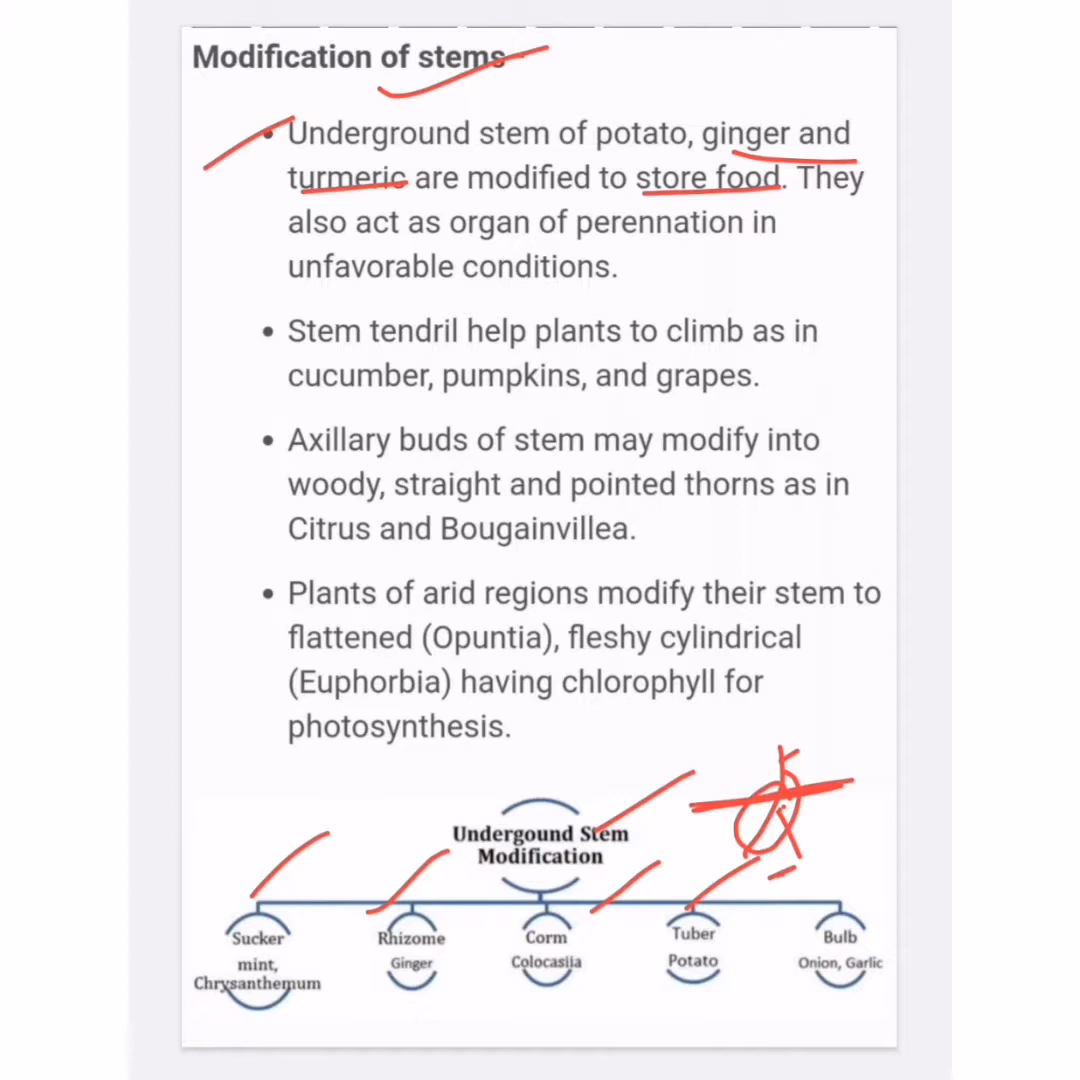 Modification of stems
• Underground stem of potato, ginger and
turmeric are modified to store food. They
also act as organ of perennation in
unfavorable conditions.
• Stem tendril help plants to climb as in
cucumber, pumpkins, and grapes.
• Axillary buds of stem may modify into
woody, straight and pointed thorns as in
Citrus and Bougainvillea.
• Plants of arid regions modify their stem to
flattened (Opuntia), fleshy cylindrical
(Euphorbia) having chlorophyll for
photosynthesis.
Undergound Stem
Modification
Sucker
mint,
Chrysanthemum
Rhizome
Ginger
Corm
Colocasiia
Tuber
Potato
Bulb
Onion, Garlic